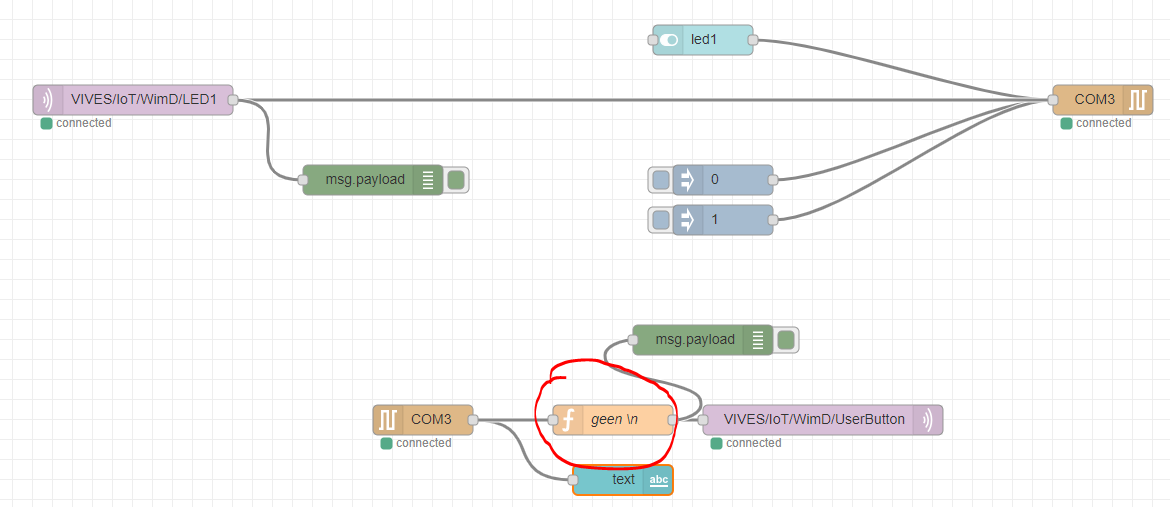 led1
VIVES/IoT/WimD/LED1
COM3
connected
connected
msg.payload
0
1
msg.payload
COM3
geen \n
VIVES/IoT/WimD/UserButton
connected
connected
text
abc